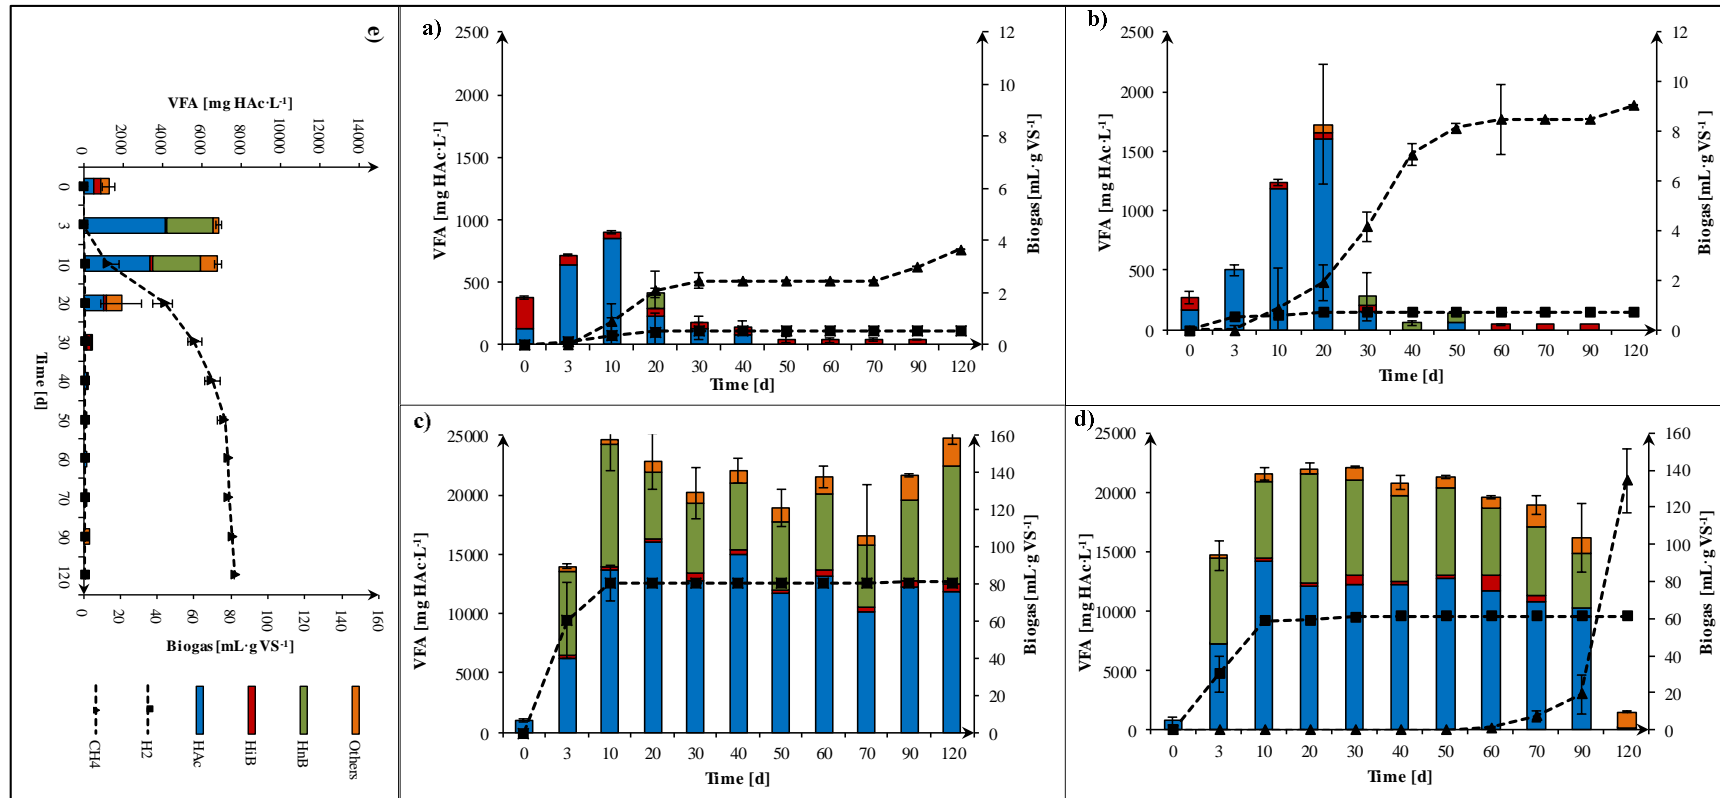 e)
VFA [mg HAc·L-1]
0 2000 4000 6000 8000 10000 12000 14000
0 3 10 20 30 40 50 60 70 90 120
Time [d]
0 20 40 60 80 100 120 140 160
Biogas [mL·g VS-1]
CH4
H2
HAc
HiB
HnB
Others
a)
2500 2000 1500 1000 500 0
VFA [mg HAc·L-1]
12 10 8 6 4 2 0
Biogas [mL·g VS-1]
0 3 10 20 30 40 50 60 70 90 120
Time [d]
b)
2500 2000 1500 1000 500 0
VFA [mg HAc·L-1]
12 10 8 6 4 2 0
Biogas [mL·g VS-1]
0 3 10 20 30 40 50 60 70 90 120
Time [d]
c)
25000 20000 15000 10000 5000 0
VFA [mg HAc·L-1]
160 140 120 100 80 60 40 20 0
Biogas [mL·g VS-1]
0 3 10 20 30 40 50 60 70 90 120
Time [d]
d)
25000 20000 15000 10000 5000 0
VFA [mg HAc·L-1]
160 140 120 100 80 60 40 20 0
Biogas [mL·g VS-1]
0 3 10 20 30 40 50 60 70 90 120
Time [d]